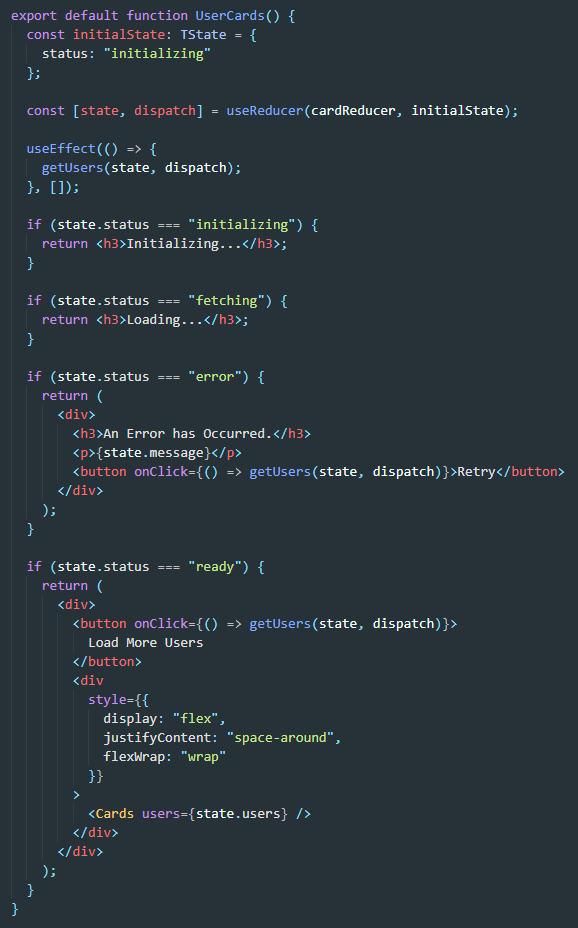 export default function UserCards() {
  const initialState: TState = {
    status: "initializing"
  };

  const [state, dispatch] = useReducer(cardReducer, initialState);

  useEffect(() => {
    getUsers(state, dispatch);
  }, []);

  if (state.status === "initializing") {
    return <h3>Initializing...</h3>;
  }

  if (state.status === "fetching") {
    return <h3>Loading...</h3>;
  }

  if (state.status === "error") {
    return (
      <div>
        <h3>An Error has Occurred.</h3>
        <p>{state.message}</p>
        <button onClick={() => getUsers(state, dispatch)}>Retry</button>
      </div>
    );
  }

  if (state.status === "ready") {
    return (
      <div>
        <button onClick={() => getUsers(state, dispatch)}>
          Load More Users
        </button>
        <div
          style={{
            display: "flex",
            justifyContent: "space-around",
            flexWrap: "wrap"
          }}
        >
          <Cards users={state.users} />
        </div>
      </div>
    );
  }
}